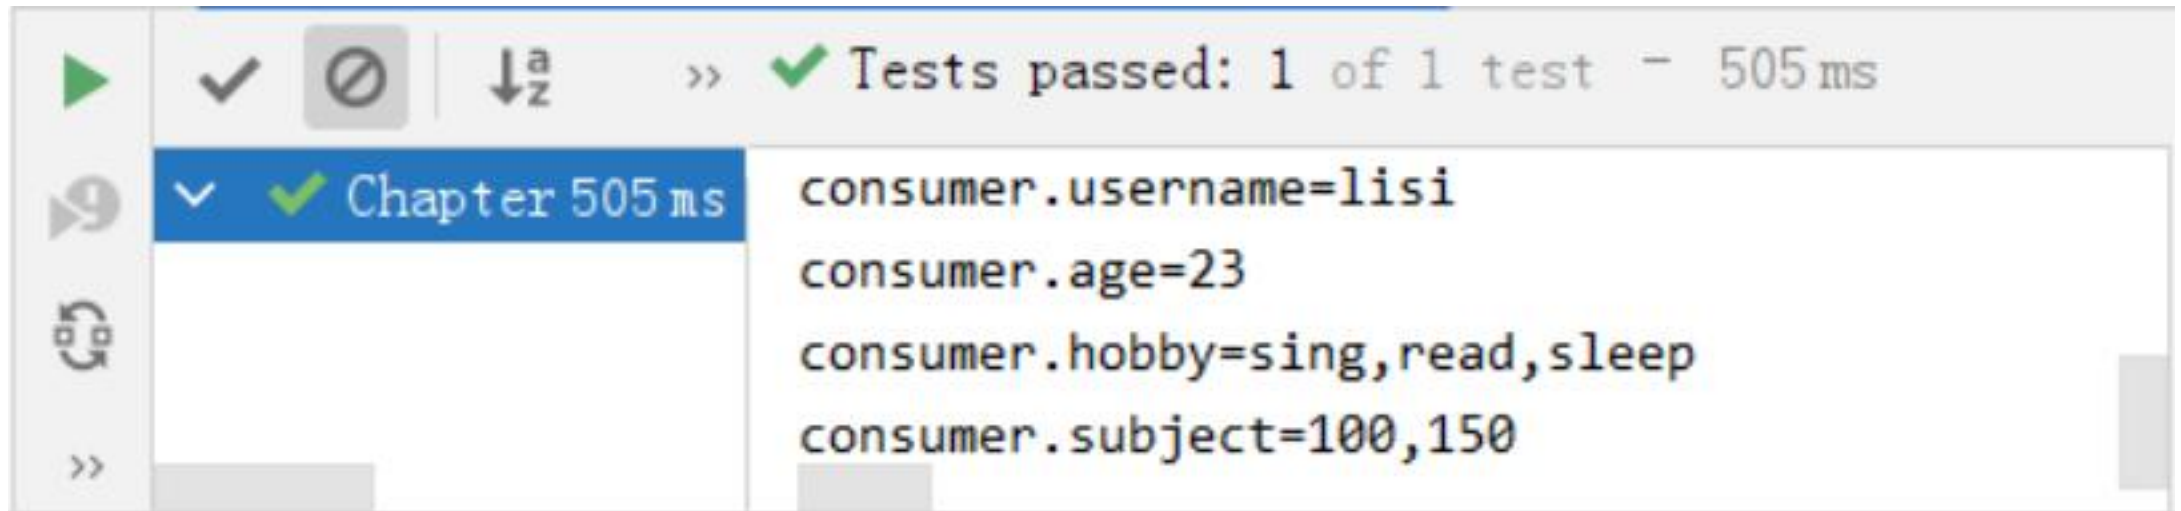 Tests passed: 1 of 1 test – 505 ms
Chapter 505 ms
consumer.username=lisi
consumer.age=23
consumer.hobby=sing,read,sleep
consumer.subject=100,150